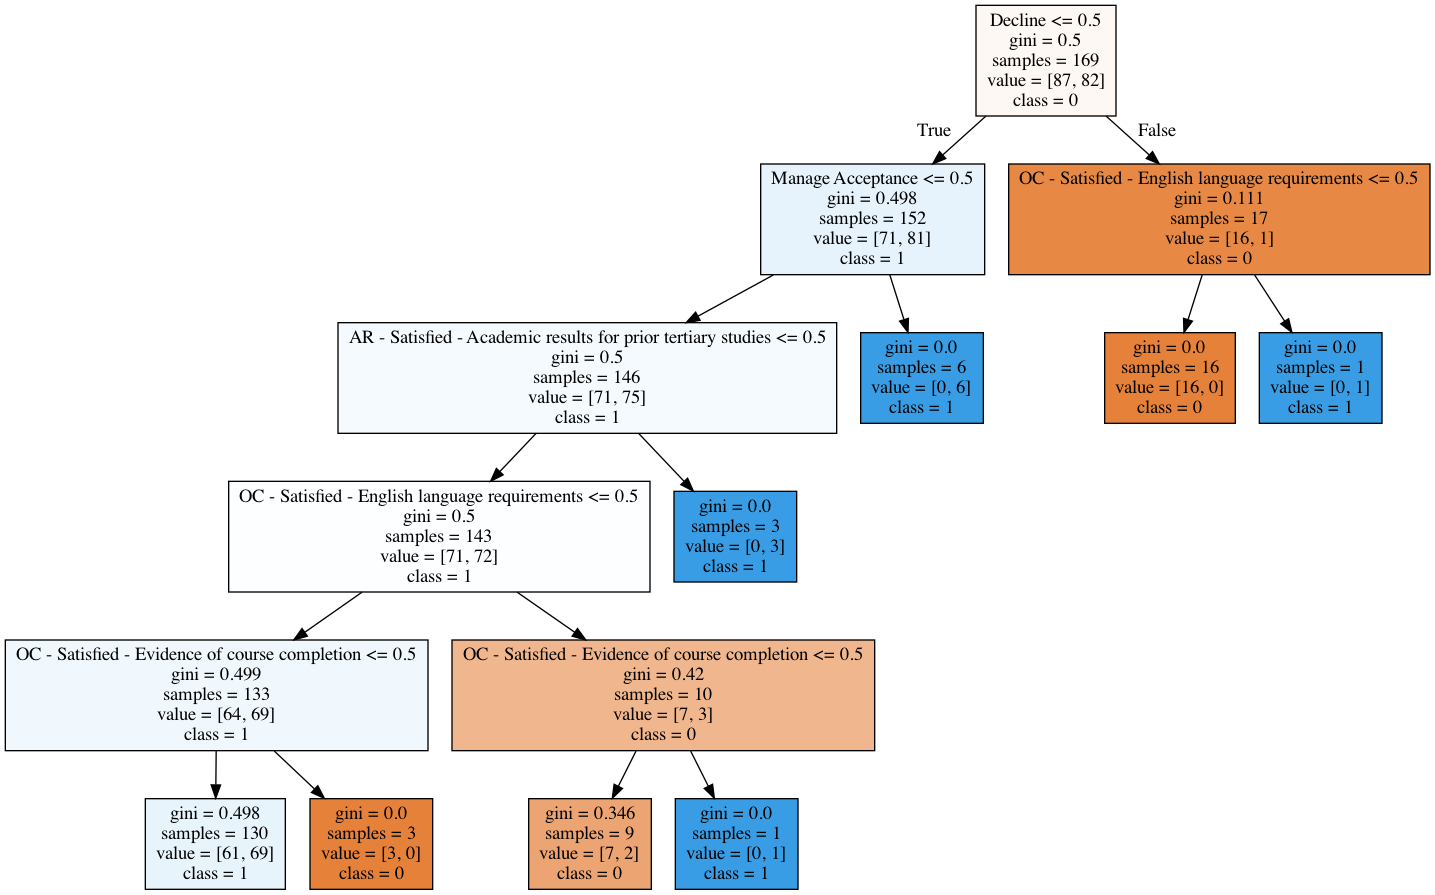 Decline <= 0.5
gini = 0.5
samples = 169
value = [87, 82]
class = 0
True
False
Manage Acceptance <= 0.5
gini = 0.498
samples = 152
value = [71, 81]
class = 1
OC - Satisfied - English language requirements <= 0.5
gini = 0.111
samples = 17
value = [16, 1]
class = 0
AR - Satisfied - Academic results for prior tertiary studies <= 0.5
gini = 0.5
samples = 146
value = [71, 75]
class = 1
gini = 0.0
samples = 6
value = [0, 6]
class = 1
gini = 0.0
samples = 16
value = [16, 0]
class = 0
gini = 0.0
samples = 1
value = [0, 1]
class = 1
OC - Satisfied - English language requirements <= 0.5
gini = 0.5
samples = 143
value = [71, 72]
class = 1
gini = 0.0
samples = 3
value = [0, 3]
class = 1
OC - Satisfied - Evidence of course completion <= 0.5
gini = 0.499
samples = 133
value = [64, 69]
class = 1
OC - Satisfied - Evidence of course completion <= 0.5
gini = 0.42
samples = 10
value = [7, 3]
class = 0
gini = 0.498
samples = 130
value = [61, 69]
class = 1
gini = 0.0
samples = 3
value = [3, 0]
class = 0
gini = 0.346
samples = 9
value = [7, 2]
class = 0
gini = 0.0
samples = 1
value = [0, 1]
class = 1